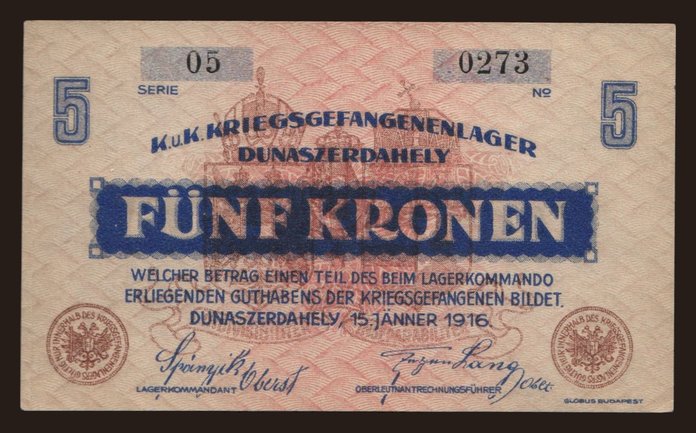 05 0273
SERIE No
5 5
K.u.K. KRIEGSGEFANGENENLAGER
DUNASZERDAHELY
FÜNF KRONEN
WELCHER BETRAG EINEN TEIL DES BEIM LAGERKOMMANDO
ERLIEGENDEN GUTHABENS DER KRIEGSGEFANGENEN BILDET.
DUNASZERDAHELY, 15. JÄNNER 1916.
Oberst Lang
LAGERKOMMANDANT OBERLEUTNANTRECHNUNGSFÜHRER
GLOBUS BUDAPEST